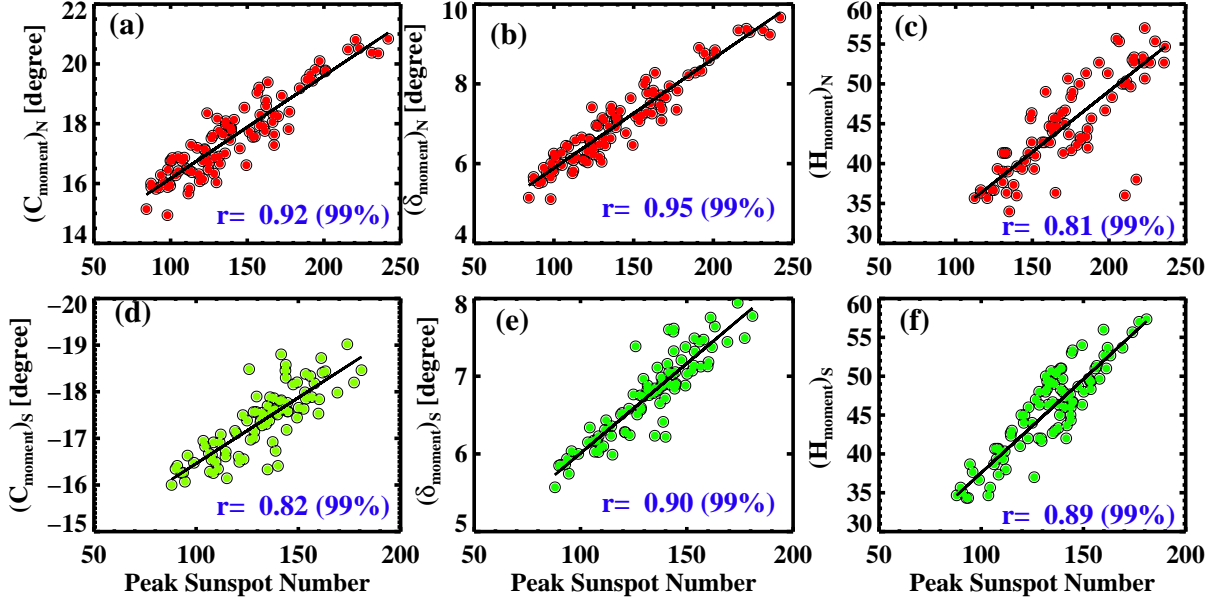 (a)
(C_moment)_N [degree]
22
20
18
16
14
r= 0.92 (99%)
50 100 150 200 250
(b)
(δ_moment)_N [degree]
10
8
6
4
r= 0.95 (99%)
50 100 150 200 250
(c)
(H_moment)_N
60
55
50
45
40
35
30
r= 0.81 (99%)
50 100 150 200 250
(d)
(C_moment)_S [degree]
−20
−19
−18
−17
−16
−15
r= 0.82 (99%)
50 100 150 200
Peak Sunspot Number
(e)
(δ_moment)_S [degree]
8
7
6
5
r= 0.90 (99%)
50 100 150 200
Peak Sunspot Number
(f)
(H_moment)_S
60
55
50
45
40
35
30
r= 0.89 (99%)
50 100 150 200
Peak Sunspot Number